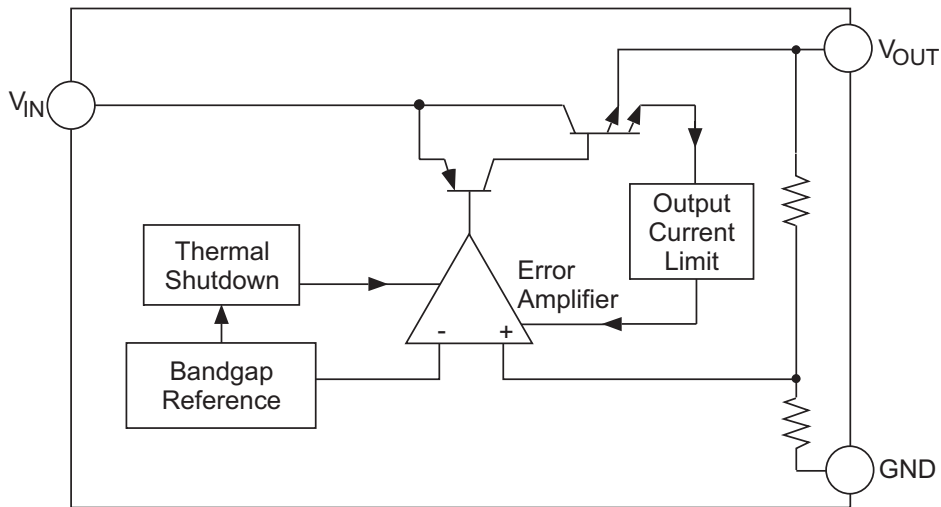 V_OUT
V_IN
Output
Current
Limit
Thermal
Shutdown
Error
Amplifier
- +
Bandgap
Reference
GND